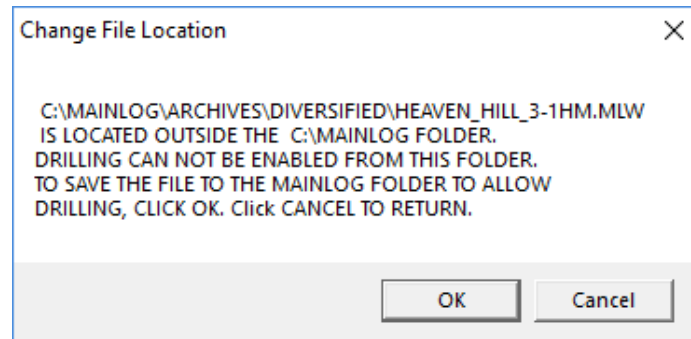 Change File Location
C:\MAINLOG\ARCHIVES\DIVERSIFIED\HEAVEN_HILL_3-1HM.MLW
IS LOCATED OUTSIDE THE  C:\MAINLOG FOLDER.
DRILLING CAN NOT BE ENABLED FROM THIS FOLDER.
TO SAVE THE FILE TO THE MAINLOG FOLDER TO ALLOW
DRILLING, CLICK OK. Click CANCEL TO RETURN.
OK Cancel